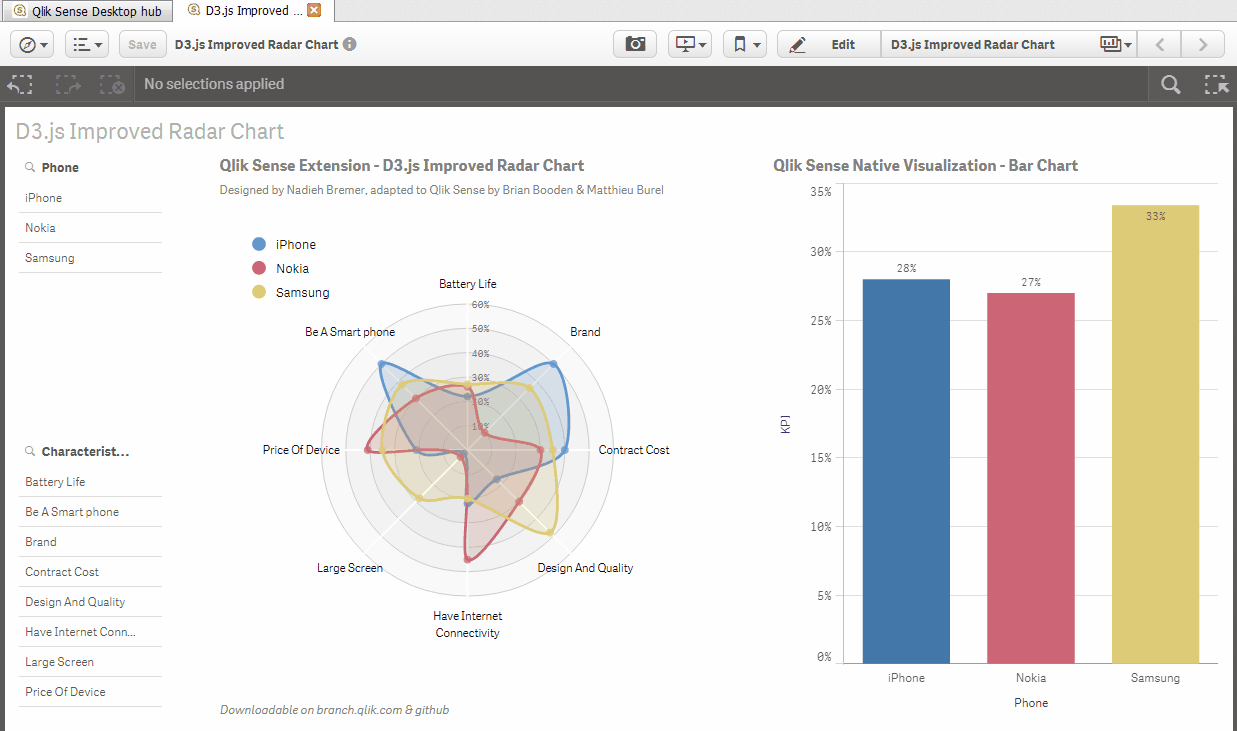 Qlik Sense Desktop hub
D3.js Improved ...
Save
D3.js Improved Radar Chart
Edit
D3.js Improved Radar Chart
No selections applied
D3.js Improved Radar Chart
Phone
iPhone
Nokia
Samsung
Characterist...
Battery Life
Be A Smart phone
Brand
Contract Cost
Design And Quality
Have Internet Conn...
Large Screen
Price Of Device
Qlik Sense Extension - D3.js Improved Radar Chart
Designed by Nadieh Bremer, adapted to Qlik Sense by Brian Booden & Matthieu Burel
iPhone
Nokia
Samsung
Battery Life
60%
50%
40%
30%
20%
10%
Be A Smart phone
Brand
Price Of Device
Contract Cost
Large Screen
Design And Quality
Have Internet
Connectivity
Downloadable on branch.qlik.com & github
Qlik Sense Native Visualization - Bar Chart
35%
30%
25%
20%
15%
10%
5%
0%
KPI
28%
27%
33%
iPhone
Nokia
Samsung
Phone